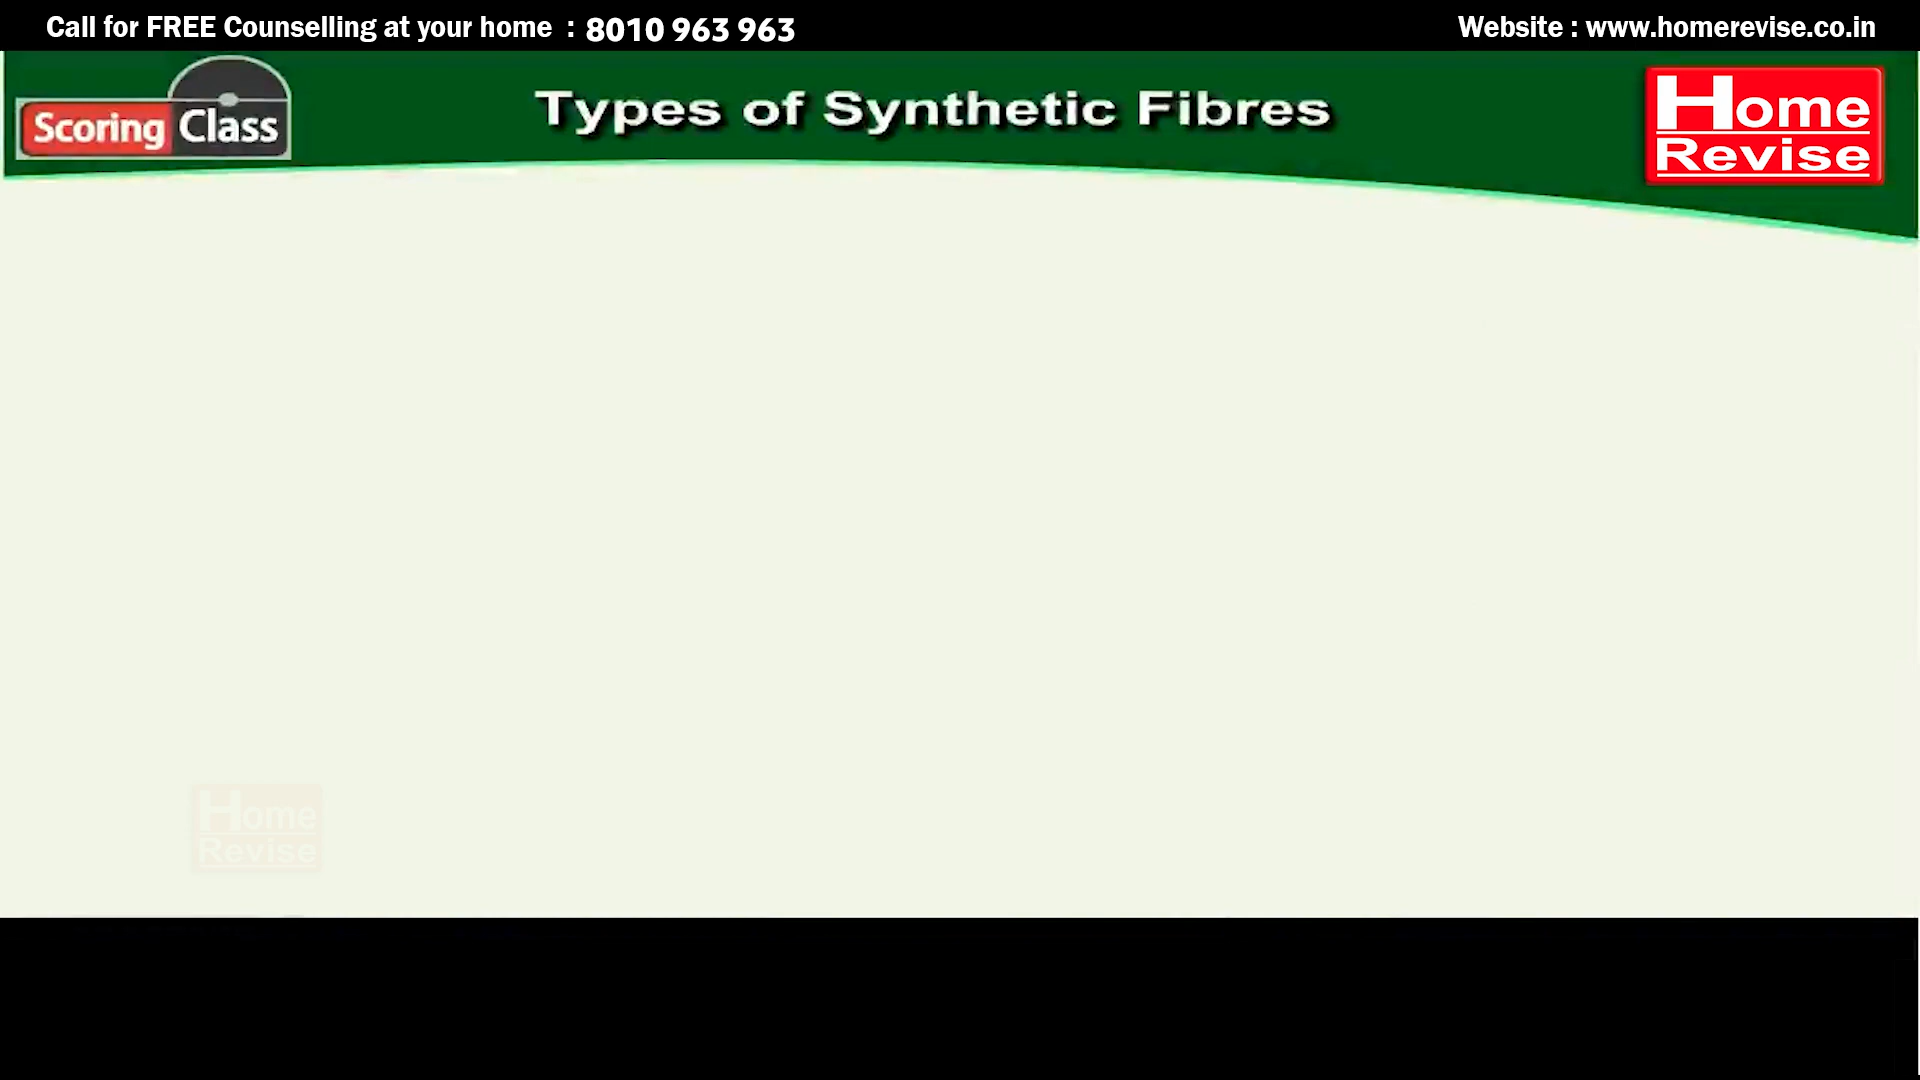 Call for FREE Counselling at your home : 8010 963 963
Website : www.homerevise.co.in
Scoring Class
Types of Synthetic Fibres
Home
Revise
Home
Revise